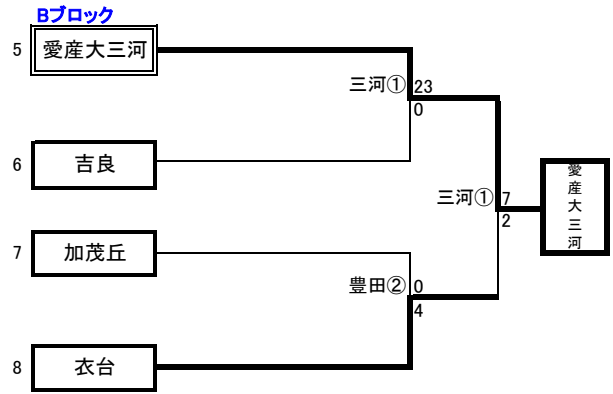 Bブロック
5 愛産大三河
三河① 23
0
6 吉良
三河① 7
2
愛産大三河
7 加茂丘
豊田② 0
4
8 衣台